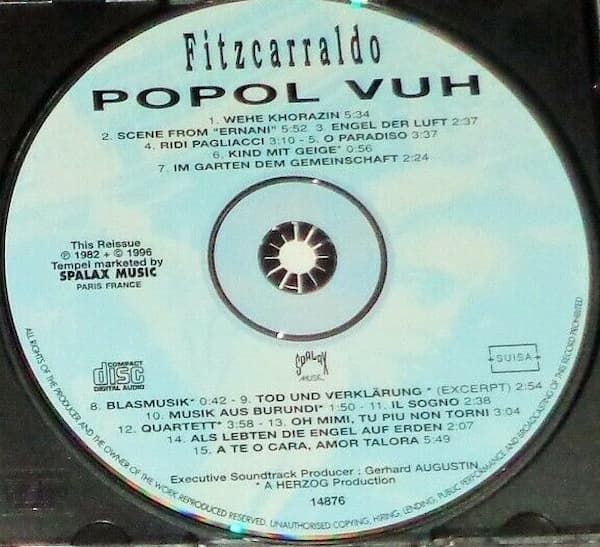 Fitzcarraldo
POPOL VUH
1. WEHE KHORAZIN 5:34
2. SCENE FROM "ERNANI" 5:52 3. ENGEL DER LUFT 2:37
4. RIDI PAGLIACCI 3:10 - 5. O PARADISO 3:37
6. KIND MIT GEIGE* 0:56
7. IM GARTEN DEM GEMEINSCHAFT 2:24
This Reissue
℗ 1982 + © 1996
Tempel marketed by
SPALAX MUSIC
PARIS FRANCE
COMPACT
disc
DIGITAL AUDIO
SPALAX
MUSIC
SUISA
8. BLASMUSIK* 0:42 - 9. TOD UND VERKLÄRUNG * (EXCERPT) 2:54
10. MUSIK AUS BURUNDI* 1:50 - 11. IL SOGNO 2:38
12. QUARTETT* 3:58 - 13. OH MIMI, TU PIU NON TORNI 3:04
14. ALS LEBTEN DIE ENGEL AUF ERDEN 2:07
15. A TE O CARA, AMOR TALORA 5:49
Executive Soundtrack Producer : Gerhard AUGUSTIN
* A HERZOG Production
14876
ALL RIGHTS OF THE PRODUCER AND THE OWNER OF THE WORK REPRODUCED RESERVED. UNAUTHORISED COPYING, HIRING, LENDING, PUBLIC PERFORMANCE AND BROADCASTING OF THIS RECORD PROHIBITED